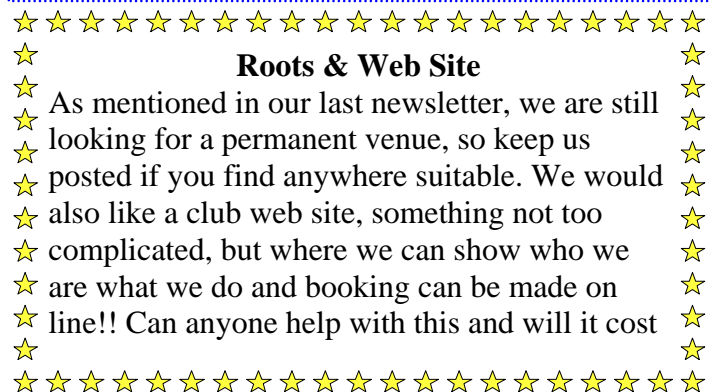 Roots & Web Site
As mentioned in our last newsletter, we are still
looking for a permanent venue, so keep us
posted if you find anywhere suitable. We would
also like a club web site, something not too
complicated, but where we can show who we
are what we do and booking can be made on
line!! Can anyone help with this and will it cost